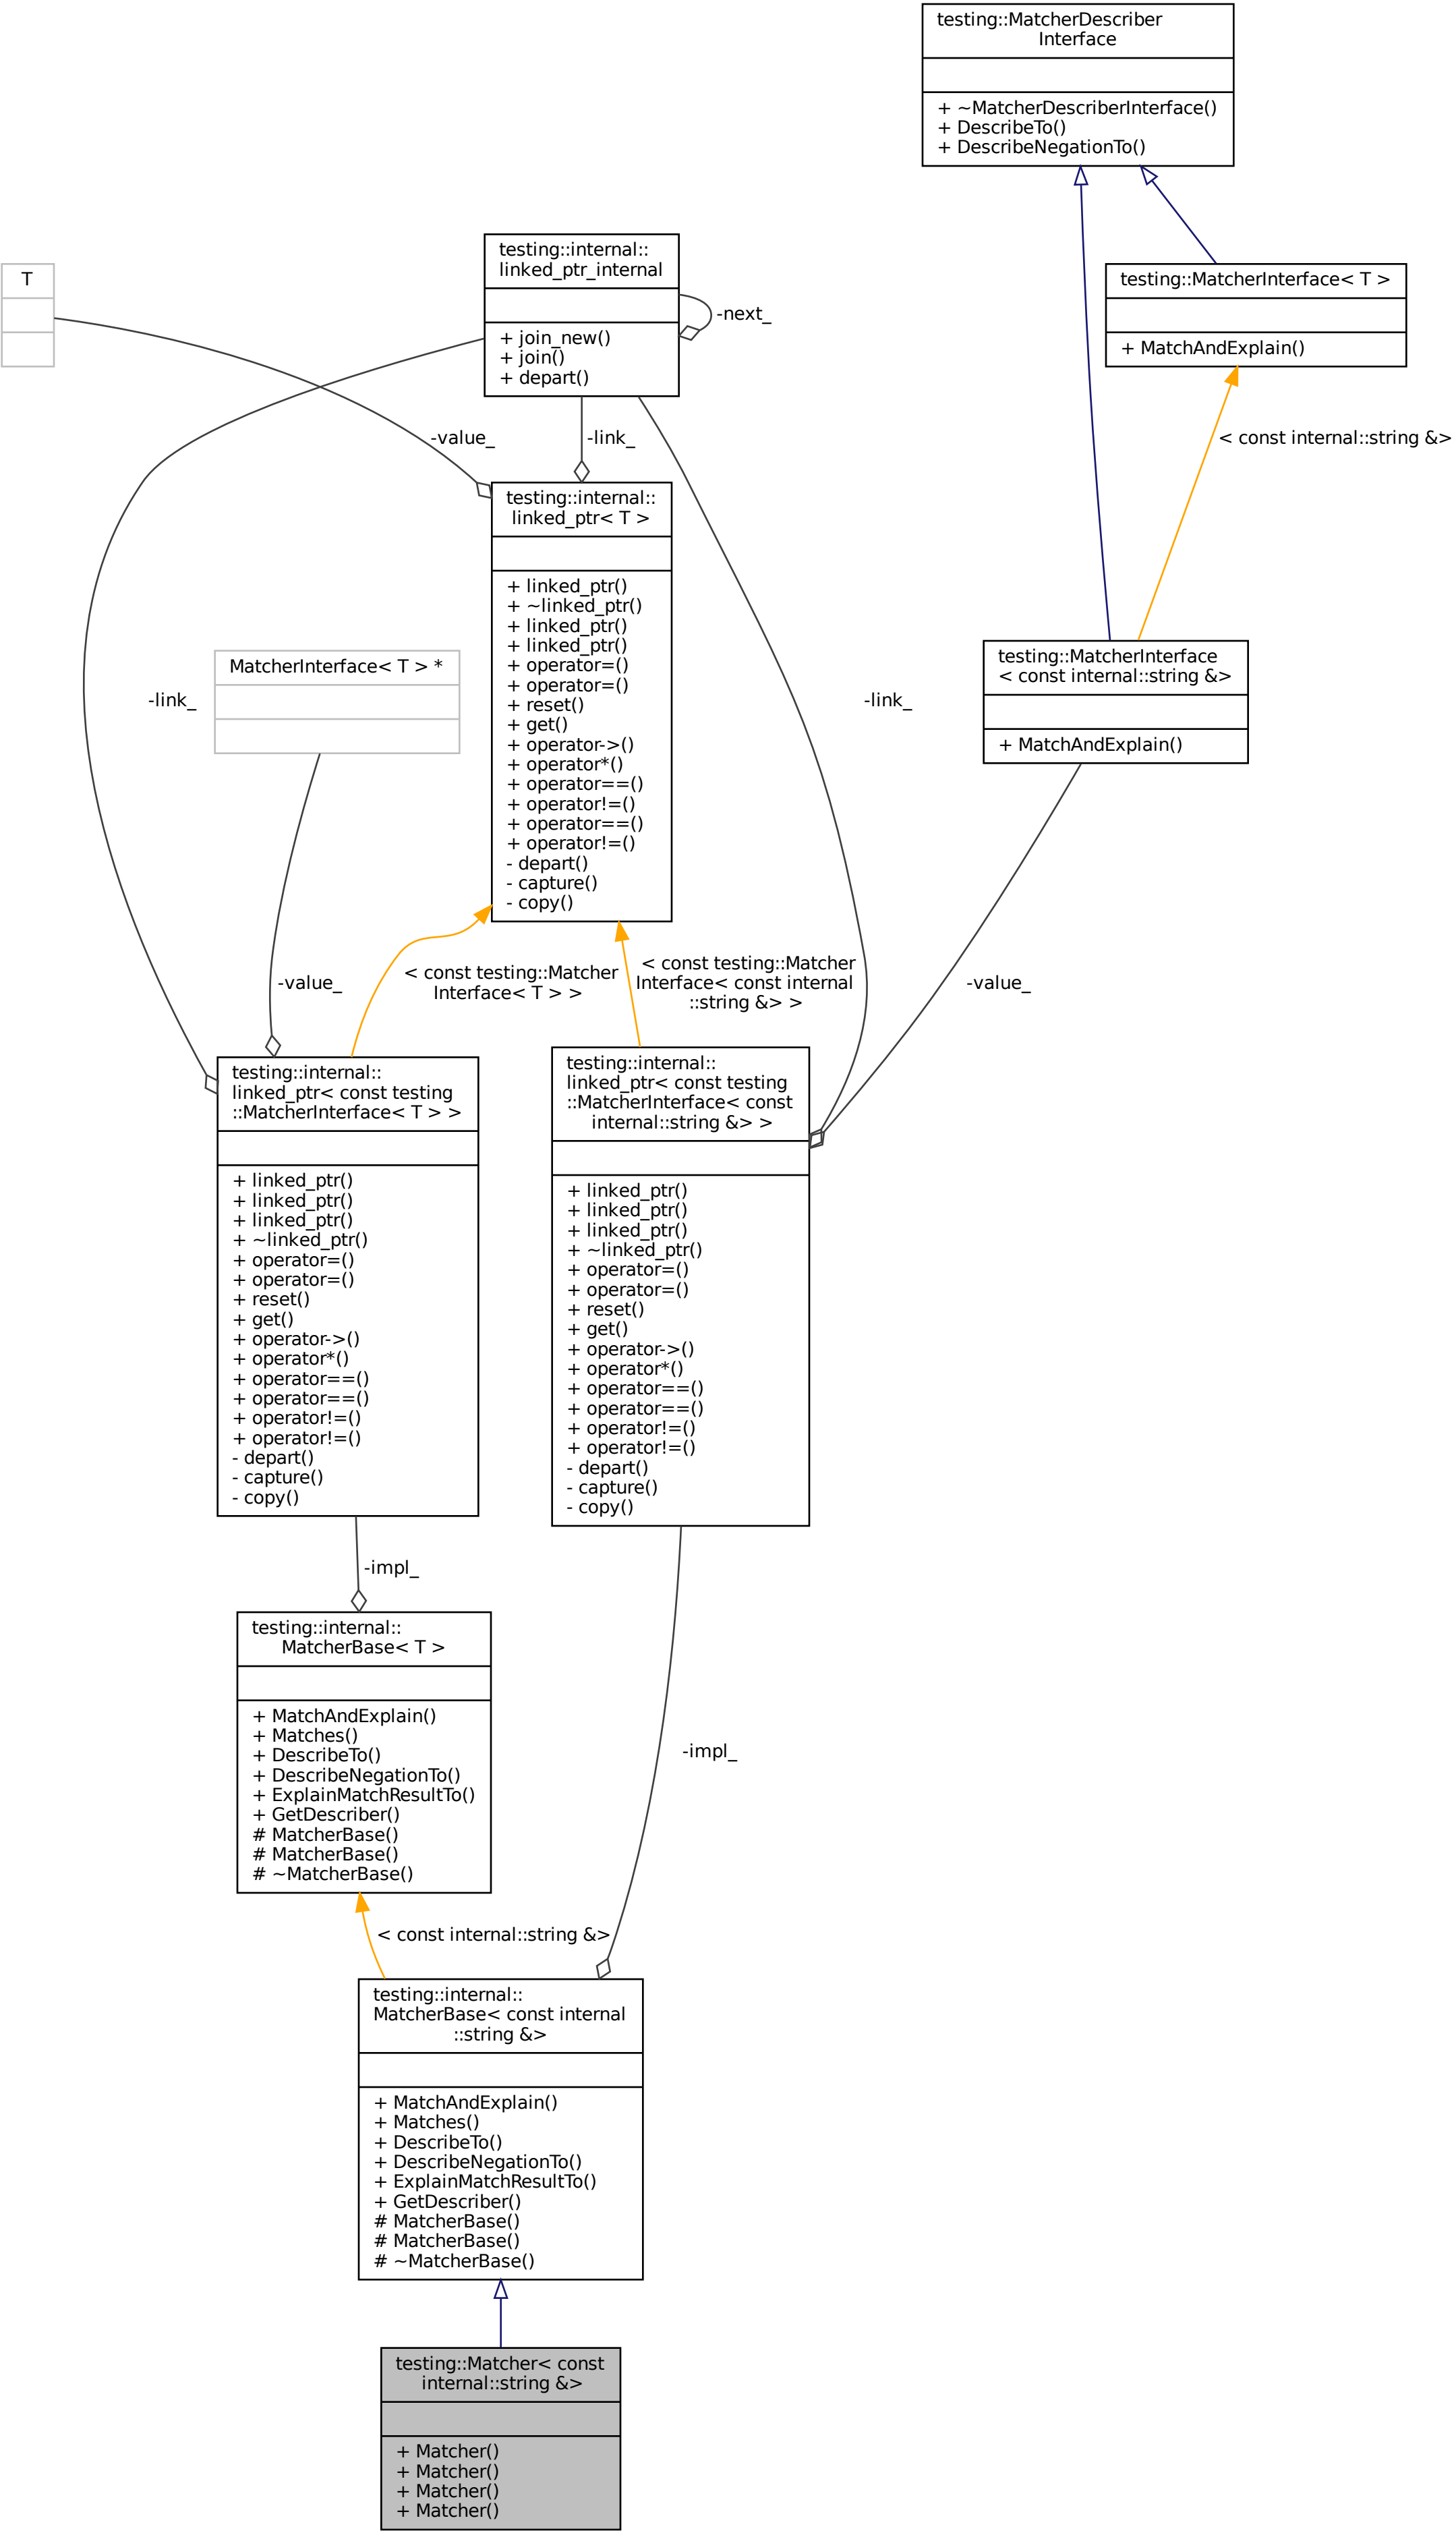 testing::MatcherDescriber
Interface
+ ~MatcherDescriberInterface()
+ DescribeTo()
+ DescribeNegationTo()
testing::internal::
linked_ptr_internal
+ join_new()
+ join()
+ depart()
-next_
T
testing::MatcherInterface< T >
+ MatchAndExplain()
-value_
-link_
< const internal::string &>
testing::internal::
linked_ptr< T >
+ linked_ptr()
+ ~linked_ptr()
+ linked_ptr()
+ linked_ptr()
+ operator=()
+ operator=()
+ reset()
+ get()
+ operator->()
+ operator*()
+ operator==()
+ operator!=()
+ operator==()
+ operator!=()
- depart()
- capture()
- copy()
MatcherInterface< T > *
testing::MatcherInterface
< const internal::string &>
+ MatchAndExplain()
-link_
-link_
-value_
< const testing::Matcher
Interface< T > >
< const testing::Matcher
Interface< const internal
::string &> >
-value_
testing::internal::
linked_ptr< const testing
::MatcherInterface< T > >
+ linked_ptr()
+ linked_ptr()
+ linked_ptr()
+ ~linked_ptr()
+ operator=()
+ operator=()
+ reset()
+ get()
+ operator->()
+ operator*()
+ operator==()
+ operator==()
+ operator!=()
+ operator!=()
- depart()
- capture()
- copy()
testing::internal::
linked_ptr< const testing
::MatcherInterface< const
internal::string &> >
+ linked_ptr()
+ linked_ptr()
+ linked_ptr()
+ ~linked_ptr()
+ operator=()
+ operator=()
+ reset()
+ get()
+ operator->()
+ operator*()
+ operator==()
+ operator==()
+ operator!=()
+ operator!=()
- depart()
- capture()
- copy()
-impl_
testing::internal::
MatcherBase< T >
+ MatchAndExplain()
+ Matches()
+ DescribeTo()
+ DescribeNegationTo()
+ ExplainMatchResultTo()
+ GetDescriber()
# MatcherBase()
# MatcherBase()
# ~MatcherBase()
-impl_
< const internal::string &>
testing::internal::
MatcherBase< const internal
::string &>
+ MatchAndExplain()
+ Matches()
+ DescribeTo()
+ DescribeNegationTo()
+ ExplainMatchResultTo()
+ GetDescriber()
# MatcherBase()
# MatcherBase()
# ~MatcherBase()
testing::Matcher< const
internal::string &>
+ Matcher()
+ Matcher()
+ Matcher()
+ Matcher()